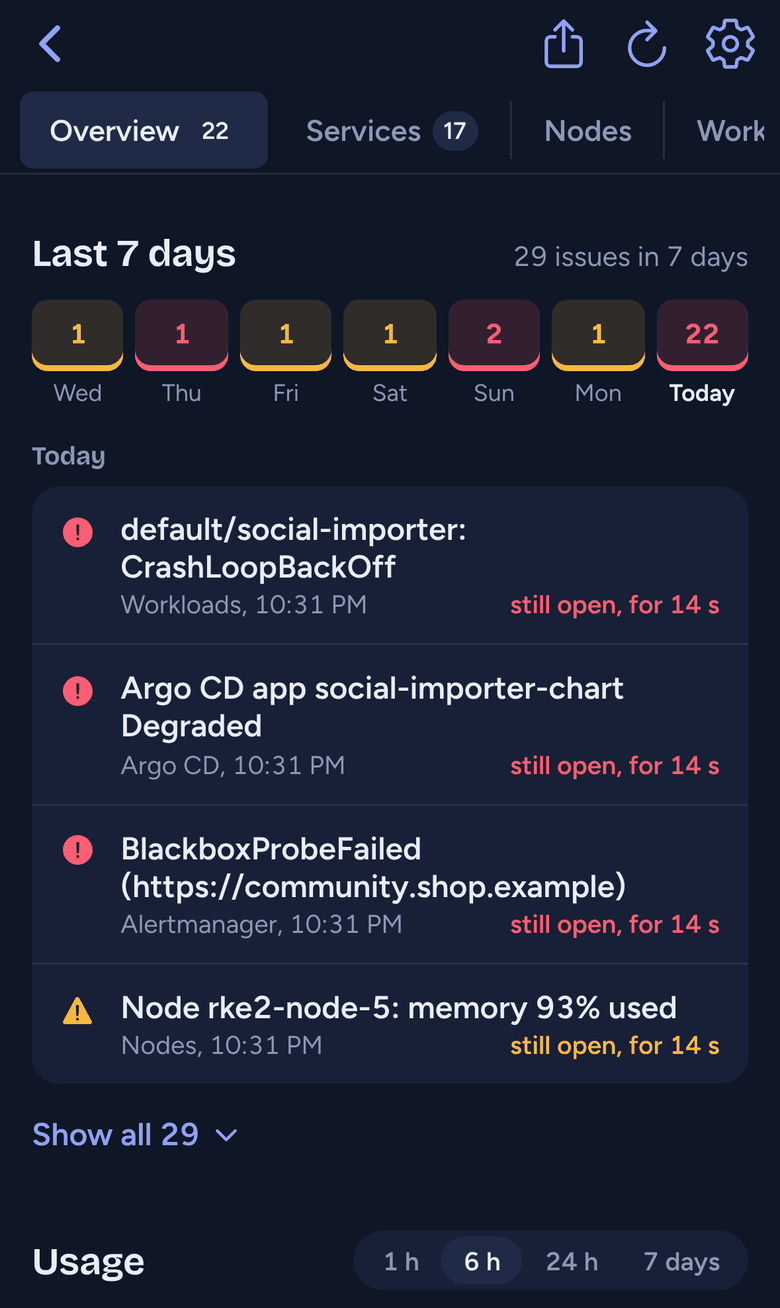 Overview 22 Services 17 Nodes Work
Last 7 days 29 issues in 7 days
1 1 1 1 2 1 22
Wed Thu Fri Sat Sun Mon Today
Today
default/social-importer:
CrashLoopBackOff
Workloads, 10:31 PM still open, for 14 s
Argo CD app social-importer-chart
Degraded
Argo CD, 10:31 PM still open, for 14 s
BlackboxProbeFailed
(https://community.shop.example)
Alertmanager, 10:31 PM still open, for 14 s
Node rke2-node-5: memory 93% used
Nodes, 10:31 PM still open, for 14 s
Show all 29
Usage 1 h 6 h 24 h 7 days